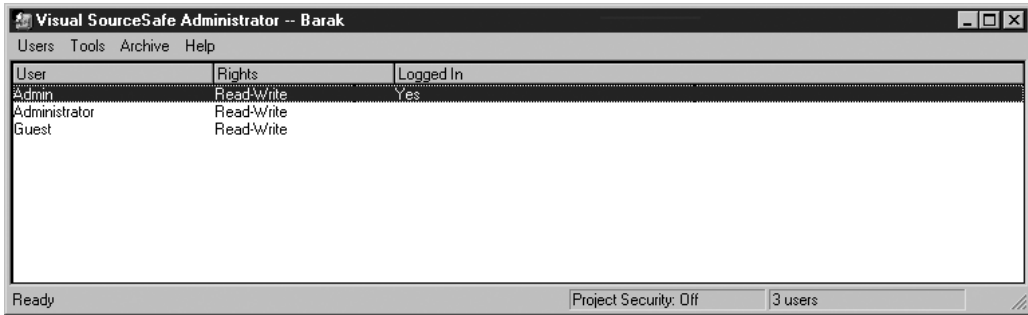 Visual SourceSafe Administrator -- Barak
Users Tools Archive Help
User Rights Logged In
Admin Read-Write Yes
Administrator Read-Write
Guest Read-Write
Ready Project Security: Off 3 users